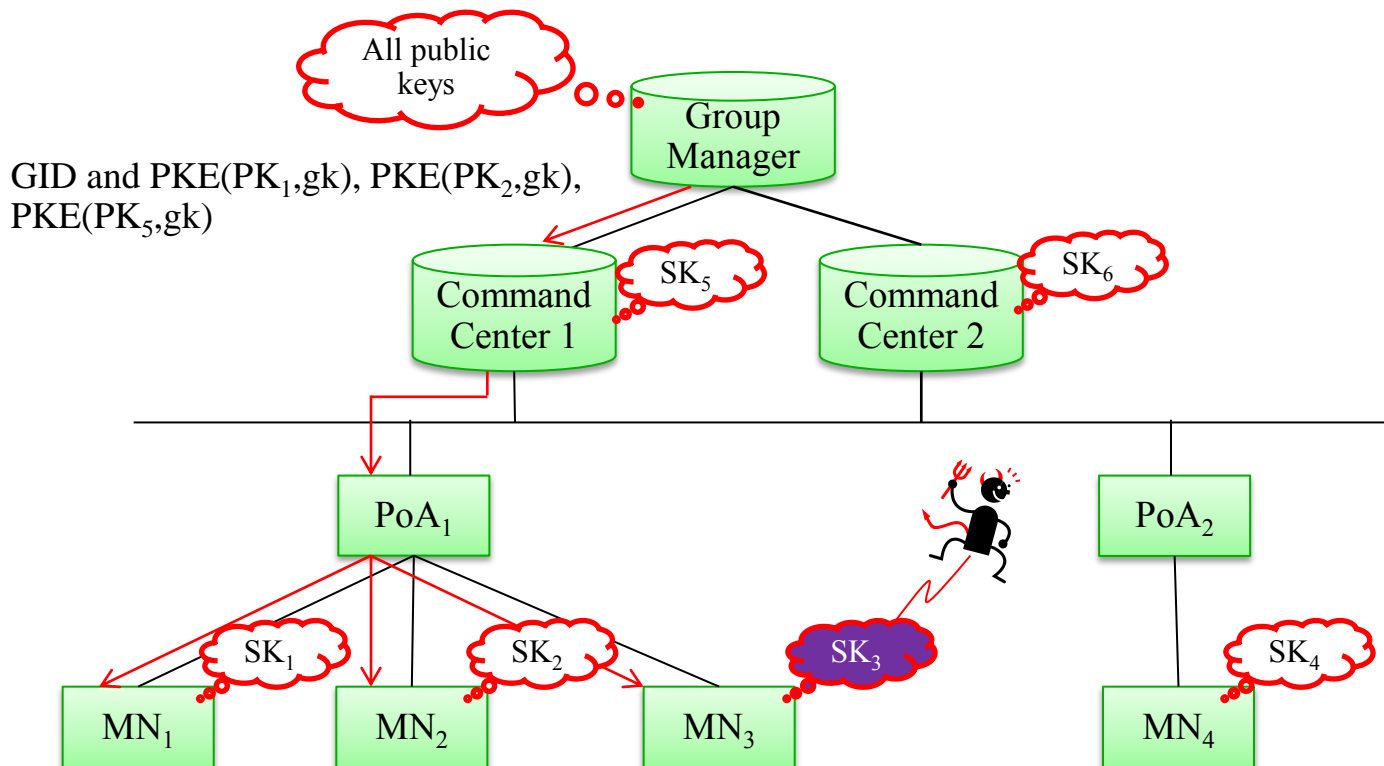 All public
keys
Group
Manager
GID and PKE(PK₁,gk), PKE(PK₂,gk),
PKE(PK₅,gk)
Command
Center 1
SK₅
Command
Center 2
SK₆
PoA₁
PoA₂
SK₁
SK₂
SK₃
SK₄
MN₁
MN₂
MN₃
MN₄